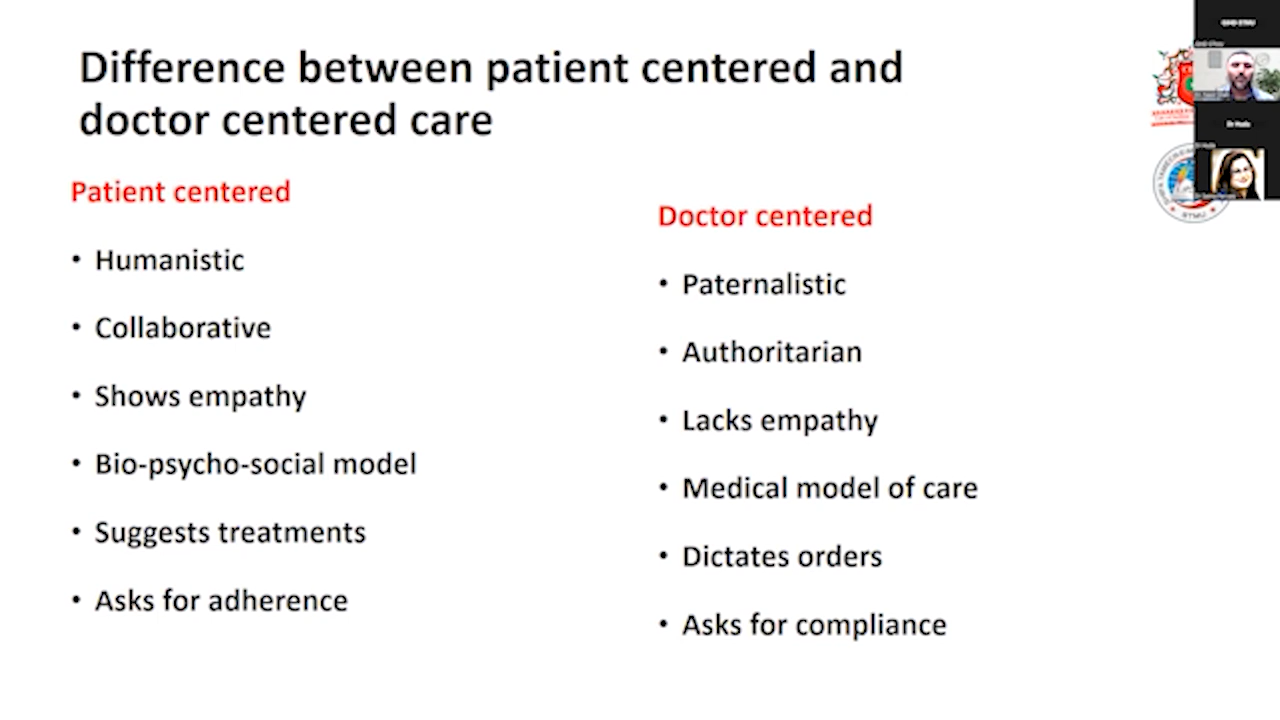 Difference between patient centered and
doctor centered care
Patient centered
• Humanistic
• Collaborative
• Shows empathy
• Bio-psycho-social model
• Suggests treatments
• Asks for adherence
Doctor centered
• Paternalistic
• Authoritarian
• Lacks empathy
• Medical model of care
• Dictates orders
• Asks for compliance
STMU